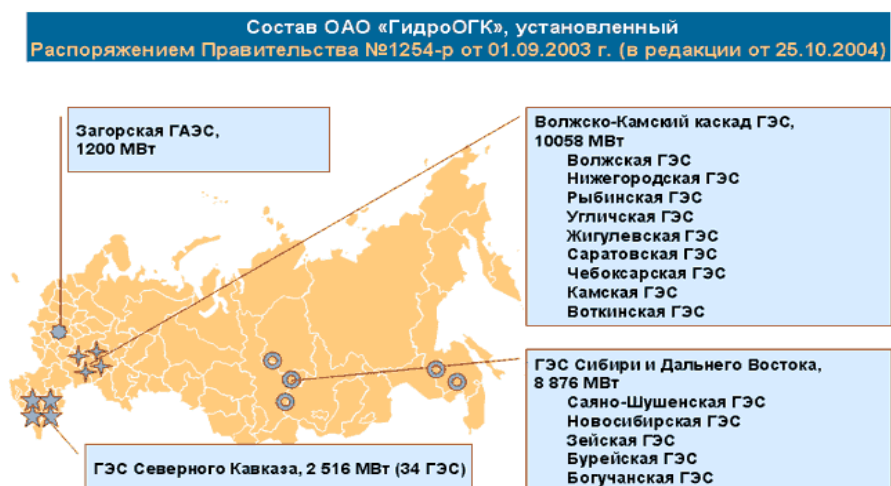 Состав ОАО «ГидроОГК», установленный
Распоряжением Правительства №1254-р от 01.09.2003 г. (в редакции от 25.10.2004)
Загорская ГАЭС,
1200 МВт
Волжско-Камский каскад ГЭС,
10058 МВт
Волжская ГЭС
Нижегородская ГЭС
Рыбинская ГЭС
Угличская ГЭС
Жигулевская ГЭС
Саратовская ГЭС
Чебоксарская ГЭС
Камская ГЭС
Воткинская ГЭС
ГЭС Сибири и Дальнего Востока,
8 876 МВт
Саяно-Шушенская ГЭС
Новосибирская ГЭС
Зейская ГЭС
Бурейская ГЭС
Богучанская ГЭС
ГЭС Северного Кавказа, 2 516 МВт (34 ГЭС)